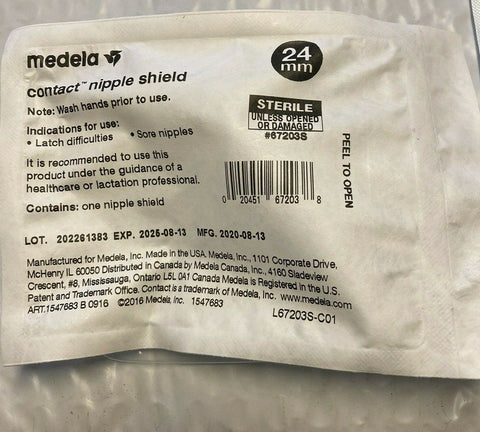 medela
24
mm
contact™ nipple shield
Note: Wash hands prior to use.
STERILE
UNLESS OPENED
OR DAMAGED
#67203S
Indications for use:
• Latch difficulties • Sore nipples
PEEL TO OPEN
It is recommended to use this
product under the guidance of a
healthcare or lactation professional.
Contains: one nipple shield
0 20451 67203 8
LOT. 202261383 EXP. 2025-08-13 MFG. 2020-08-13
Manufactured for Medela, Inc. Made in the USA. Medela, Inc., 1101 Corporate Drive,
McHenry IL 60050 Distributed in Canada by Medela Canada, Inc., 4160 Sladeview
Crescent, #8, Mississauga, Ontario L5L 0A1 Canada Medela is Registered in the U.S.
Patent and Trademark Office. Contact is a trademark of Medela, Inc. www.medela.com
ART.1547683 B 0916 ©2016 Medela, Inc. 1547683
L67203S-C01